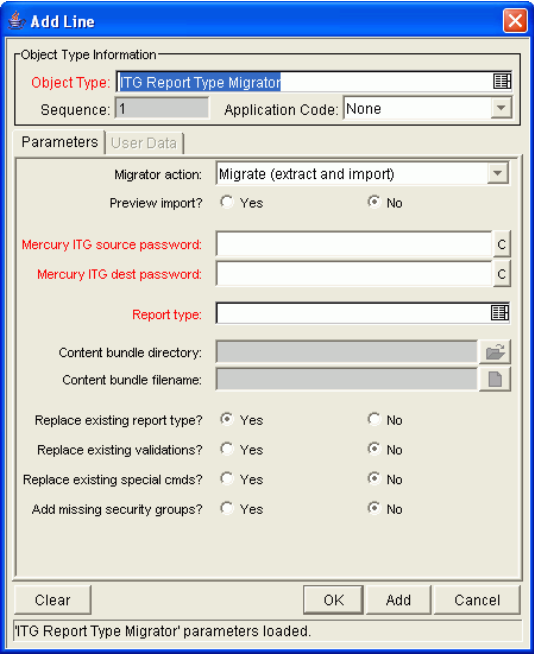 Add Line
Object Type Information
Object Type: ITG Report Type Migrator
Sequence: 1 Application Code: None
Parameters User Data
Migrator action: Migrate (extract and import)
Preview import? Yes No
Mercury ITG source password: C
Mercury ITG dest password: C
Report type:
Content bundle directory:
Content bundle filename:
Replace existing report type? Yes No
Replace existing validations? Yes No
Replace existing special cmds? Yes No
Add missing security groups? Yes No
Clear OK Add Cancel
'ITG Report Type Migrator' parameters loaded.